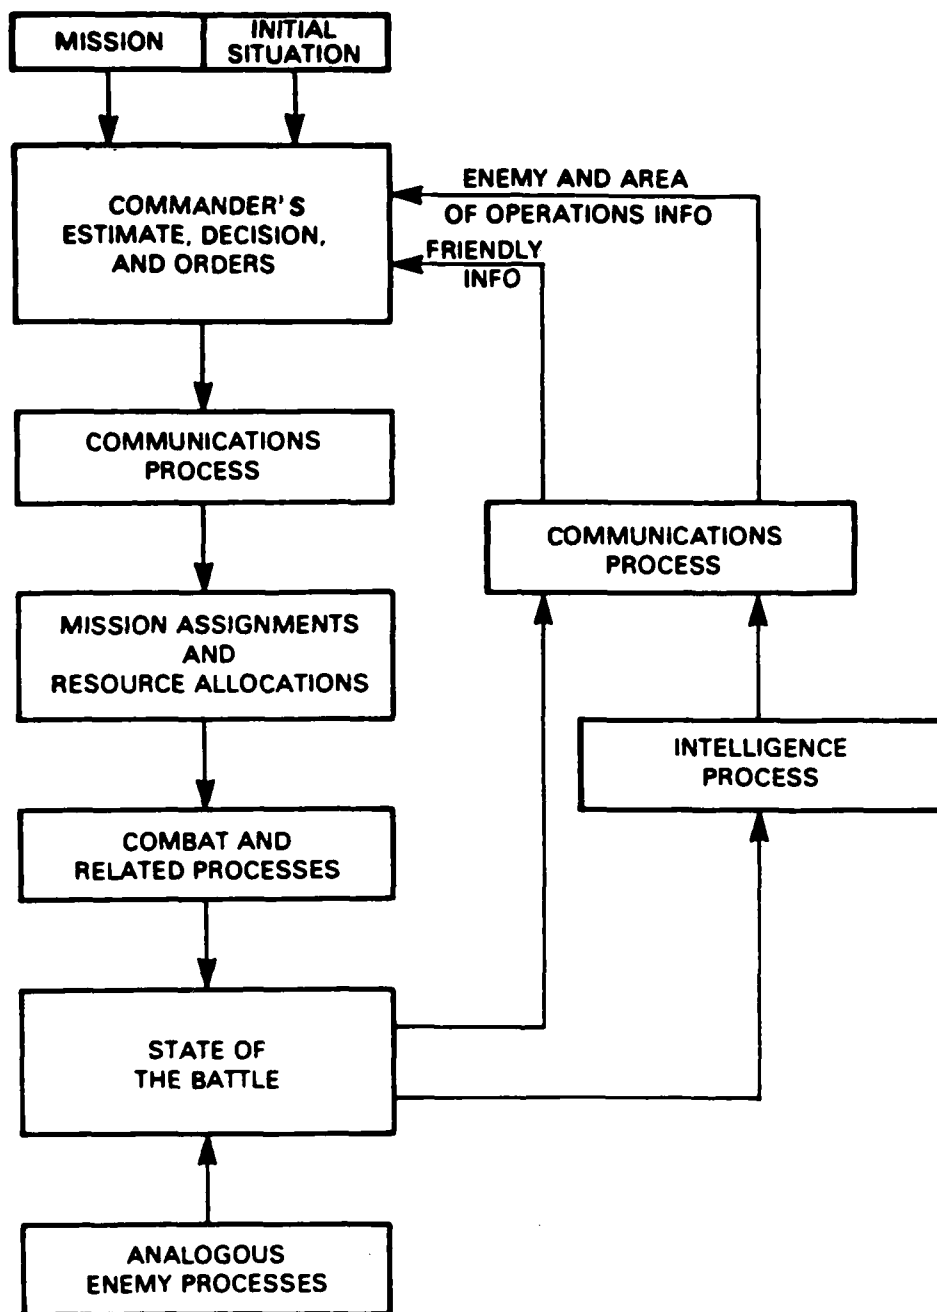 MISSION
INITIAL
SITUATION
COMMANDER'S
ESTIMATE, DECISION,
AND ORDERS
ENEMY AND AREA
OF OPERATIONS INFO
FRIENDLY
INFO
COMMUNICATIONS
PROCESS
COMMUNICATIONS
PROCESS
MISSION ASSIGNMENTS
AND
RESOURCE ALLOCATIONS
INTELLIGENCE
PROCESS
COMBAT AND
RELATED PROCESSES
STATE OF
THE BATTLE
ANALOGOUS
ENEMY PROCESSES